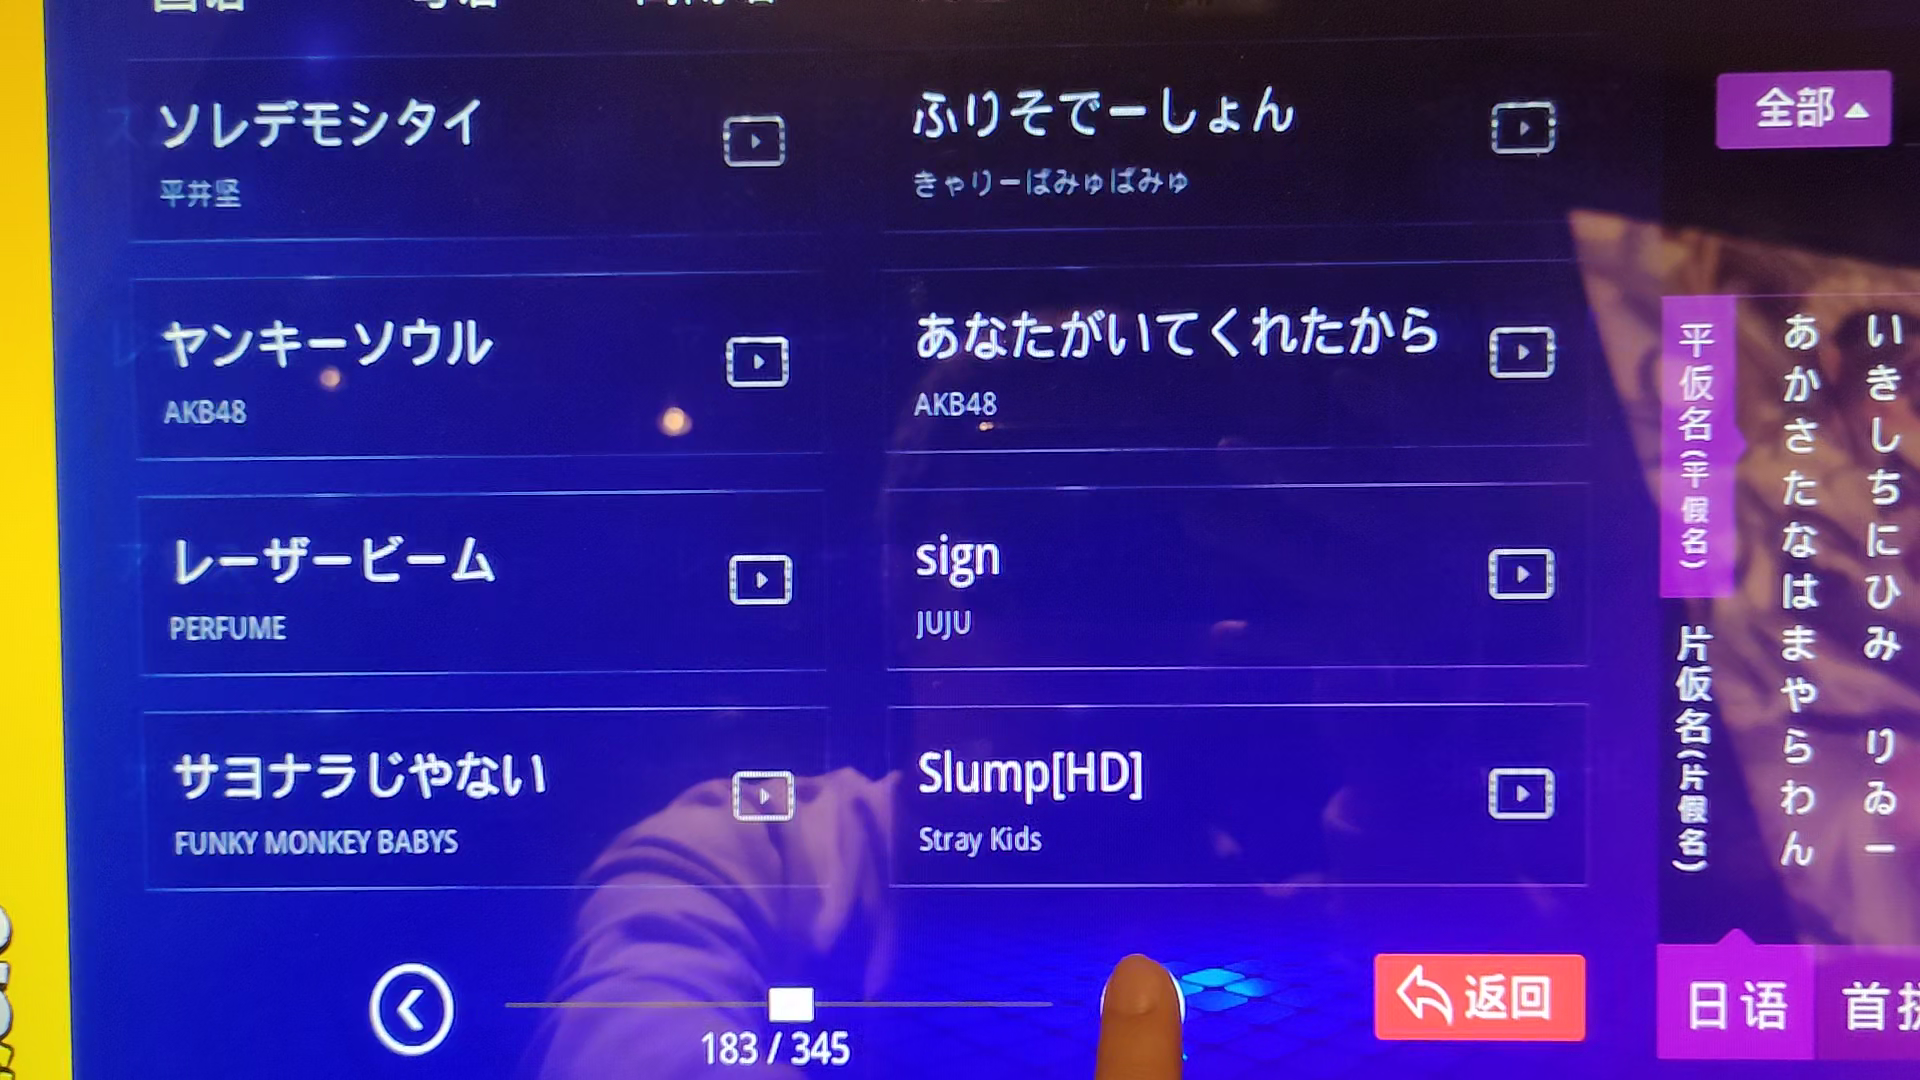 ソレデモシタイ
平井坚
ふりそでーしょん
きゃりーぱみゅぱみゅ
ヤンキーソウル
AKB48
あなたがいてくれたから
AKB48
レーザービーム
PERFUME
sign
JUJU
サヨナラじゃない
FUNKY MONKEY BABYS
Slump[HD]
Stray Kids
183 / 345
返回
全部
平仮名(平假名)
片仮名(片假名)
あかさたなはまやらわん
いきしちにひみ りゐー
日语
首